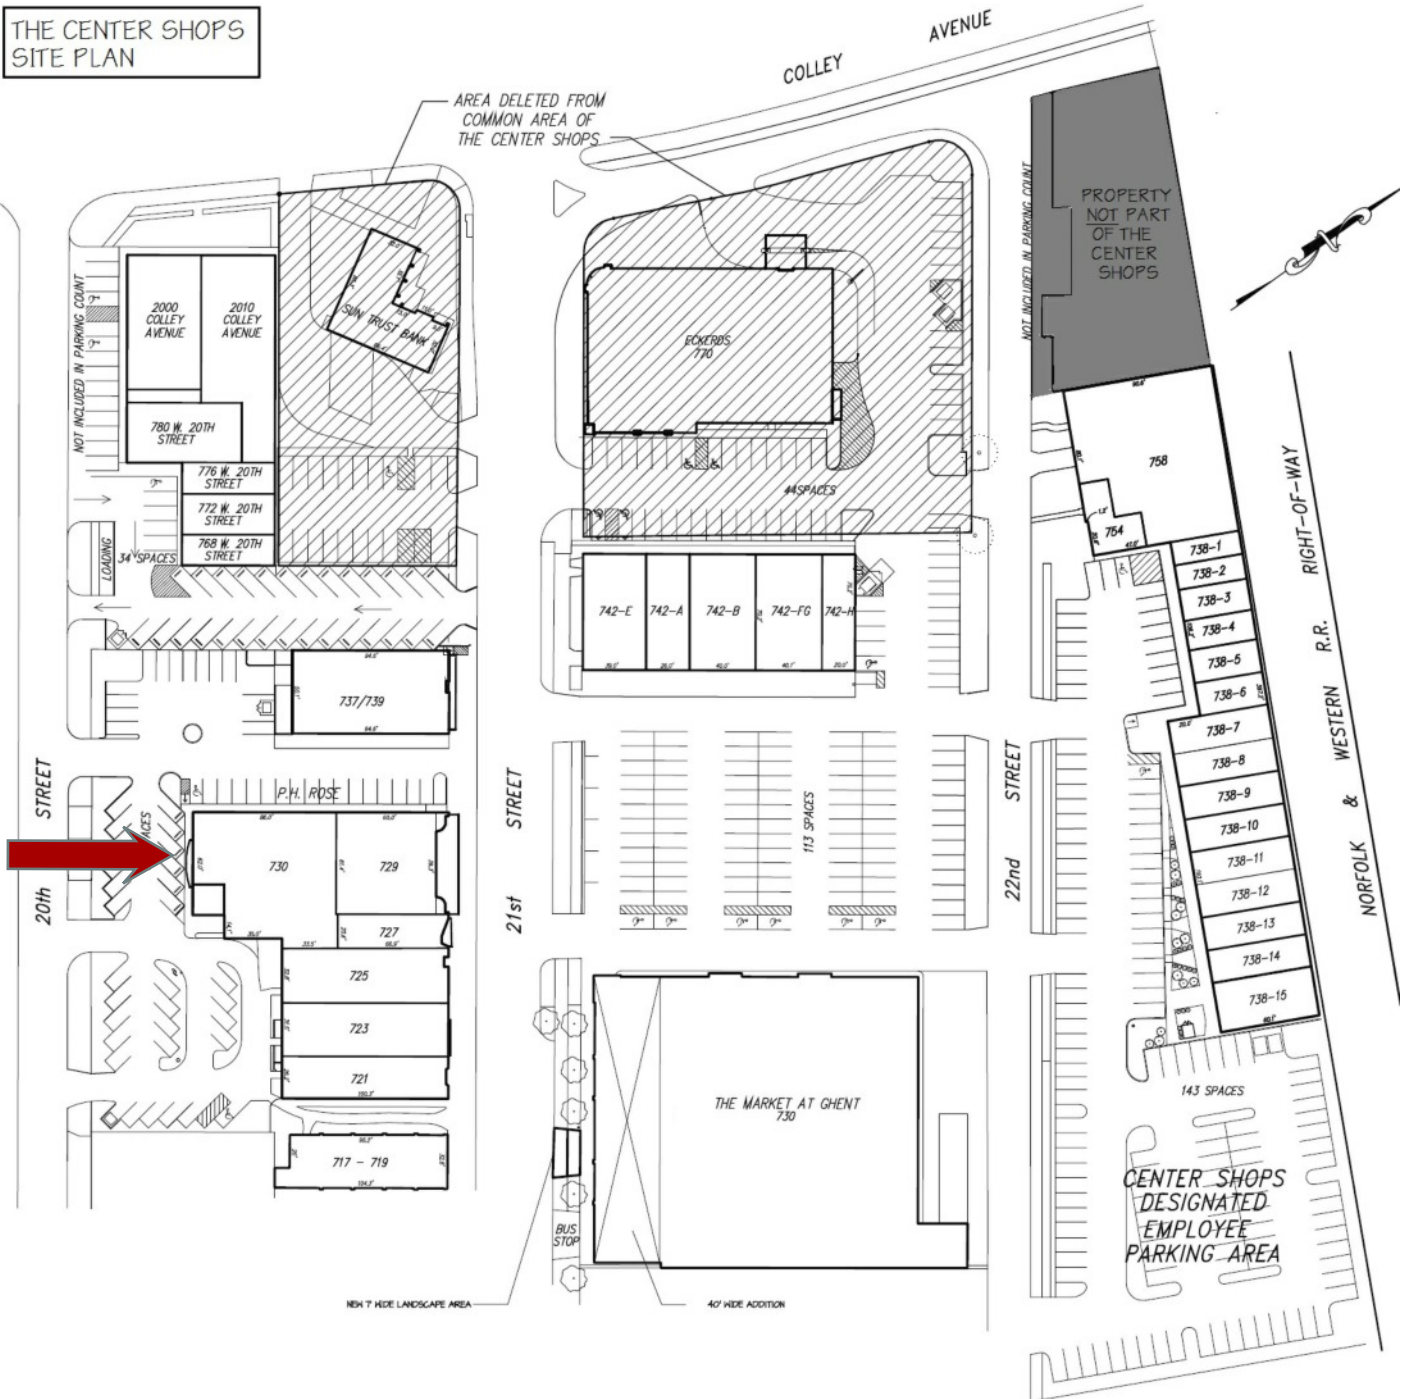 THE CENTER SHOPS
SITE PLAN
COLLEY AVENUE
AREA DELETED FROM
COMMON AREA OF
THE CENTER SHOPS
NOT INCLUDED IN PARKING COUNT
PROPERTY
NOT PART
OF THE
CENTER
SHOPS
NOT INCLUDED IN PARKING COUNT
2000
COLLEY
AVENUE
2010
COLLEY
AVENUE
SUN TRUST BANK
ECKERDS
770
780 W. 20TH
STREET
776 W. 20TH
STREET
772 W. 20TH
STREET
768 W. 20TH
STREET
LOADING
34 SPACES
44 SPACES
758
754
738-1
738-2
738-3
738-4
738-5
738-6
738-7
738-8
738-9
738-10
738-11
738-12
738-13
738-14
738-15
742-E
742-A
742-B
742-FG
742-H
737/739
P.H. ROSE
ACES
730
729
727
725
723
721
717 - 719
20th STREET
21st STREET
22nd STREET
113 SPACES
NORFOLK & WESTERN R.R. RIGHT-OF-WAY
THE MARKET AT GHENT
730
BUS
STOP
143 SPACES
CENTER SHOPS
DESIGNATED
EMPLOYEE
PARKING AREA
NEW 7' WIDE LANDSCAPE AREA
40' WIDE ADDITION